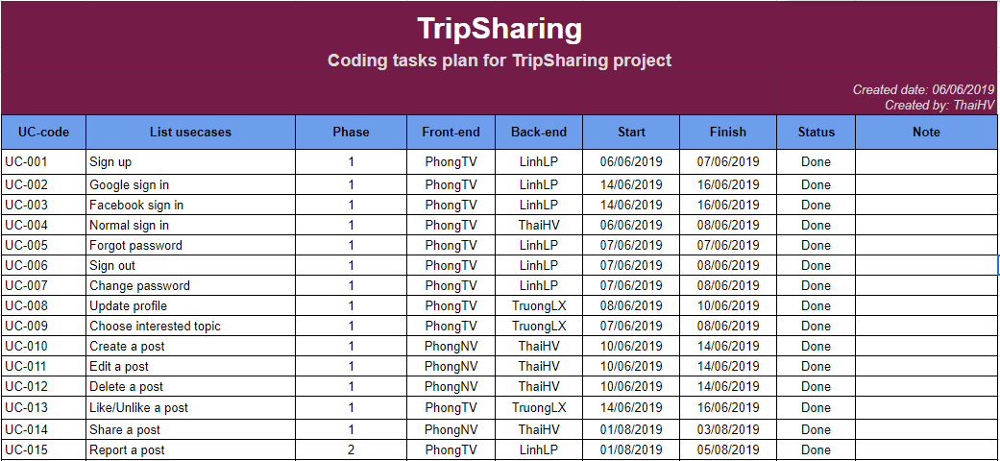 TripSharing
Coding tasks plan for TripSharing project
Created date: 06/06/2019
Created by: ThaiHV
UC-code List usecases Phase Front-end Back-end Start Finish Status Note
UC-001 Sign up 1 PhongTV LinhLP 06/06/2019 07/06/2019 Done
UC-002 Google sign in 1 PhongTV LinhLP 14/06/2019 16/06/2019 Done
UC-003 Facebook sign in 1 PhongTV LinhLP 14/06/2019 16/06/2019 Done
UC-004 Normal sign in 1 PhongTV ThaiHV 06/06/2019 08/06/2019 Done
UC-005 Forgot password 1 PhongTV LinhLP 07/06/2019 07/06/2019 Done
UC-006 Sign out 1 PhongTV LinhLP 07/06/2019 08/06/2019 Done
UC-007 Change password 1 PhongTV LinhLP 07/06/2019 08/06/2019 Done
UC-008 Update profile 1 PhongTV TruongLX 08/06/2019 10/06/2019 Done
UC-009 Choose interested topic 1 PhongTV TruongLX 07/06/2019 08/06/2019 Done
UC-010 Create a post 1 PhongNV ThaiHV 10/06/2019 14/06/2019 Done
UC-011 Edit a post 1 PhongNV ThaiHV 10/06/2019 14/06/2019 Done
UC-012 Delete a post 1 PhongNV ThaiHV 10/06/2019 14/06/2019 Done
UC-013 Like/Unlike a post 1 PhongTV TruongLX 14/06/2019 16/06/2019 Done
UC-014 Share a post 1 PhongNV ThaiHV 01/08/2019 03/08/2019 Done
UC-015 Report a post 2 PhongTV LinhLP 01/08/2019 05/08/2019 Done